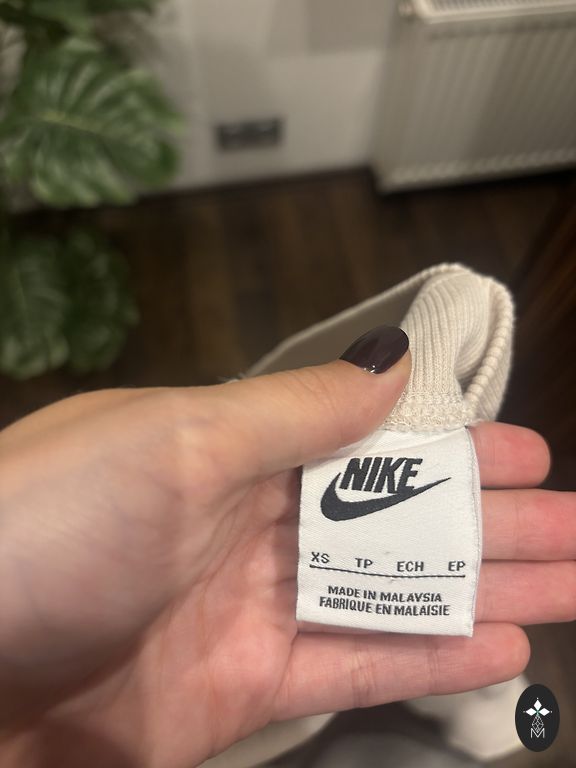 NIKE
XS TP ECH EP
MADE IN MALAYSIA
FABRIQUE EN MALAISIE
M